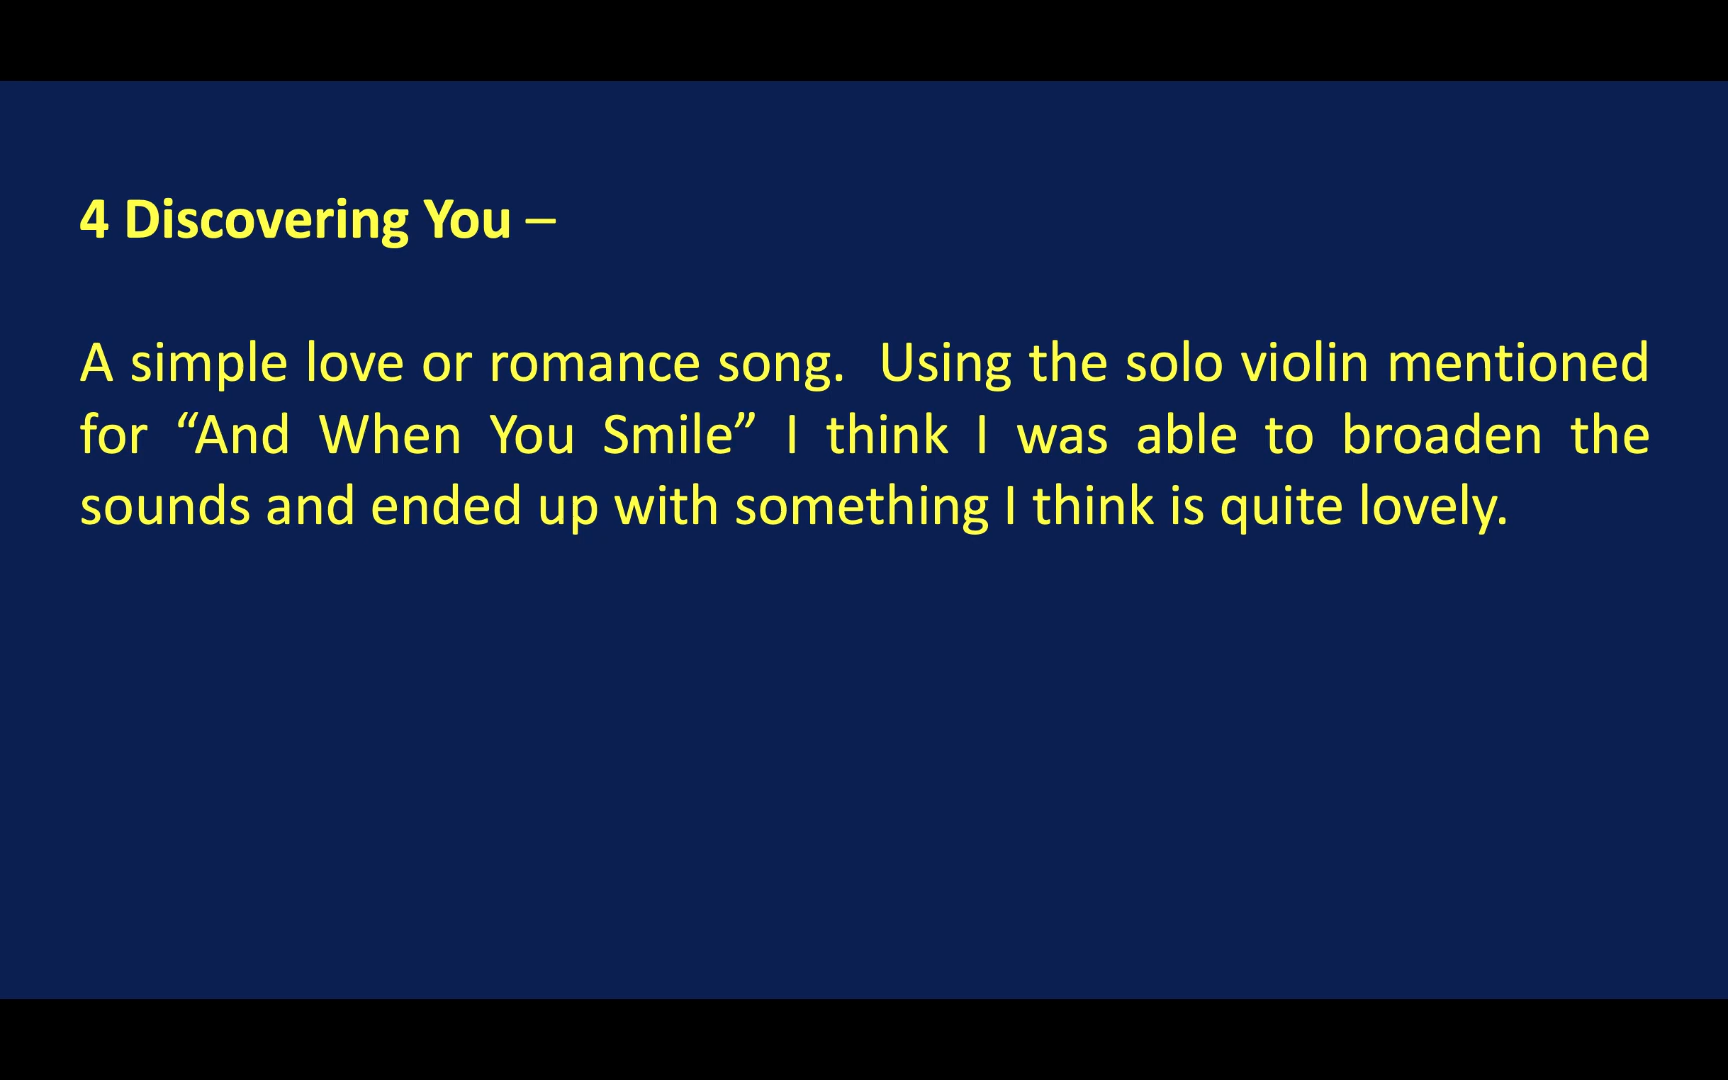 4 Discovering You –
A simple love or romance song.  Using the solo violin mentioned
for “And When You Smile” I think I was able to broaden the
sounds and ended up with something I think is quite lovely.